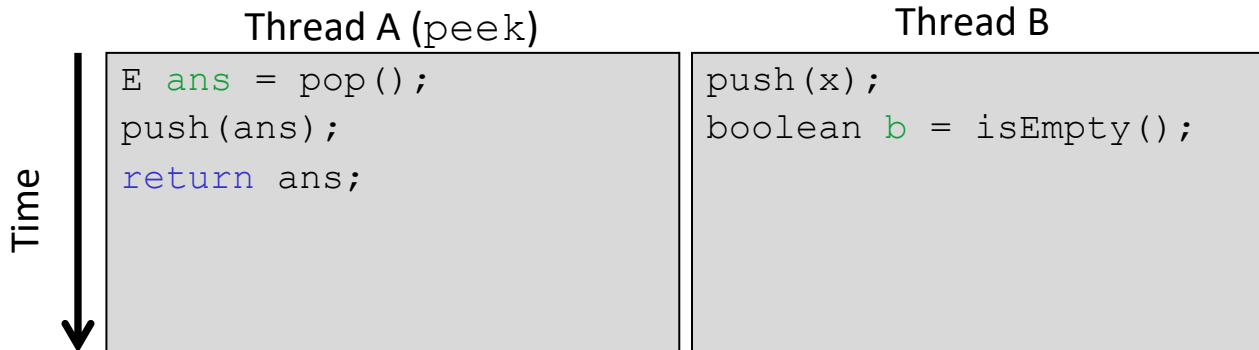 Thread A (peek)
Thread B
Time
E ans = pop();
push(ans);
return ans;
push(x);
boolean b = isEmpty();